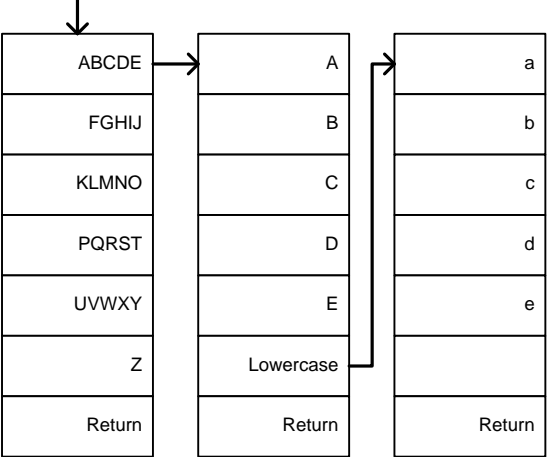 ABCDE
FGHIJ
KLMNO
PQRST
UVWXY
Z
Return
A
B
C
D
E
Lowercase
Return
a
b
c
d
e
Return